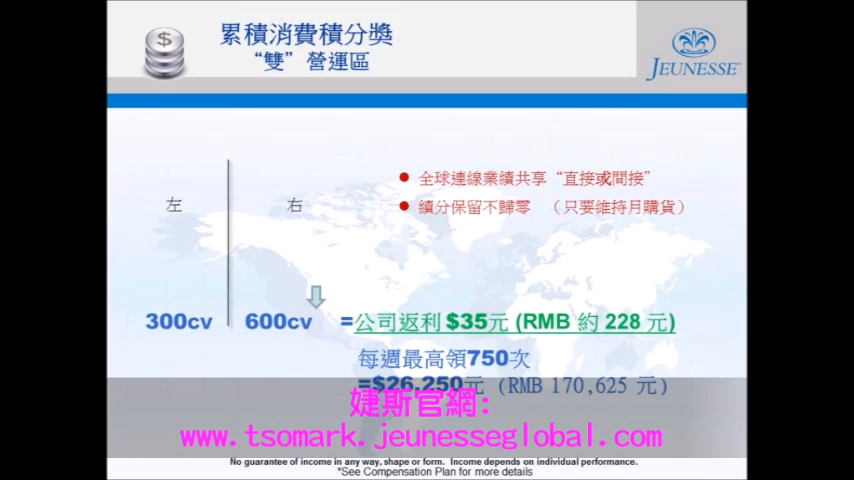 累積消費積分獎
“雙”營運區
JEUNESSE
全球連線業績共享“直接或間接”
績分保留不歸零 （只要維持月購貨）
左 右
300cv 600cv =公司返利 $35元 (RMB 約 228 元)
每週最高領750次
=$26,250元 (RMB 170,625 元)
婕斯官網:
www.tsomark.jeunesseglobal.com
No guarantee of income in any way, shape or form. Income depends on individual performance.
*See Compensation Plan for more details